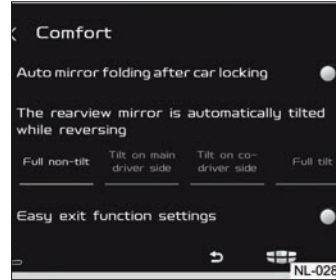 Comfort
Auto mirror folding after car locking
The rearview mirror is automatically tilted
while reversing
Full non-tilt
Tilt on main
driver side
Tilt on co-
driver side
Full tilt
Easy exit function settings
NL-028